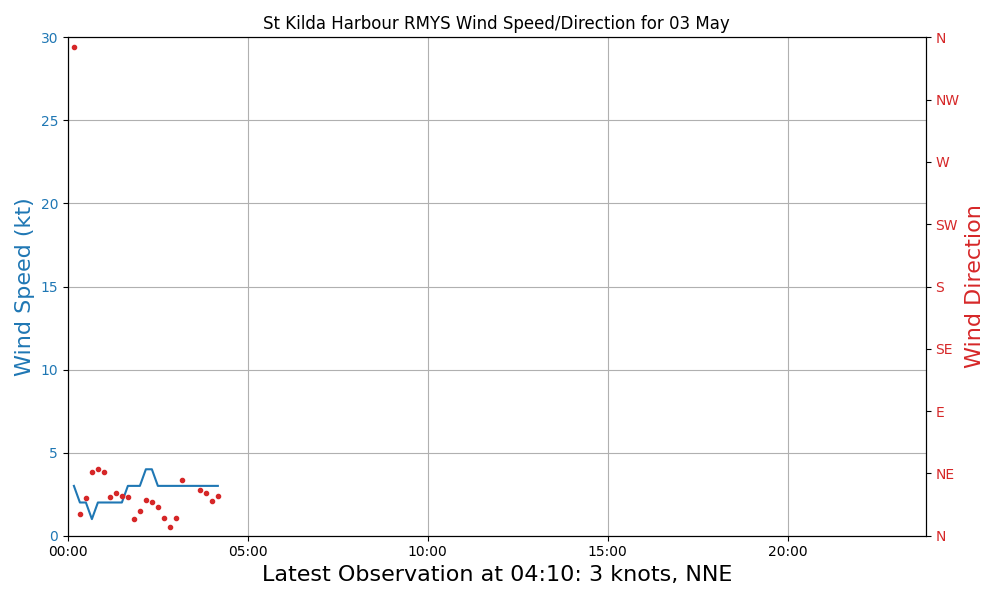 St Kilda Harbour RMYS Wind Speed/Direction for 03 May
Wind Speed (kt)
30
25
20
15
10
5
0
00:00 05:00 10:00 15:00 20:00
N
NW
W
SW
S
SE
E
NE
N
Wind Direction
Latest Observation at 04:10: 3 knots, NNE